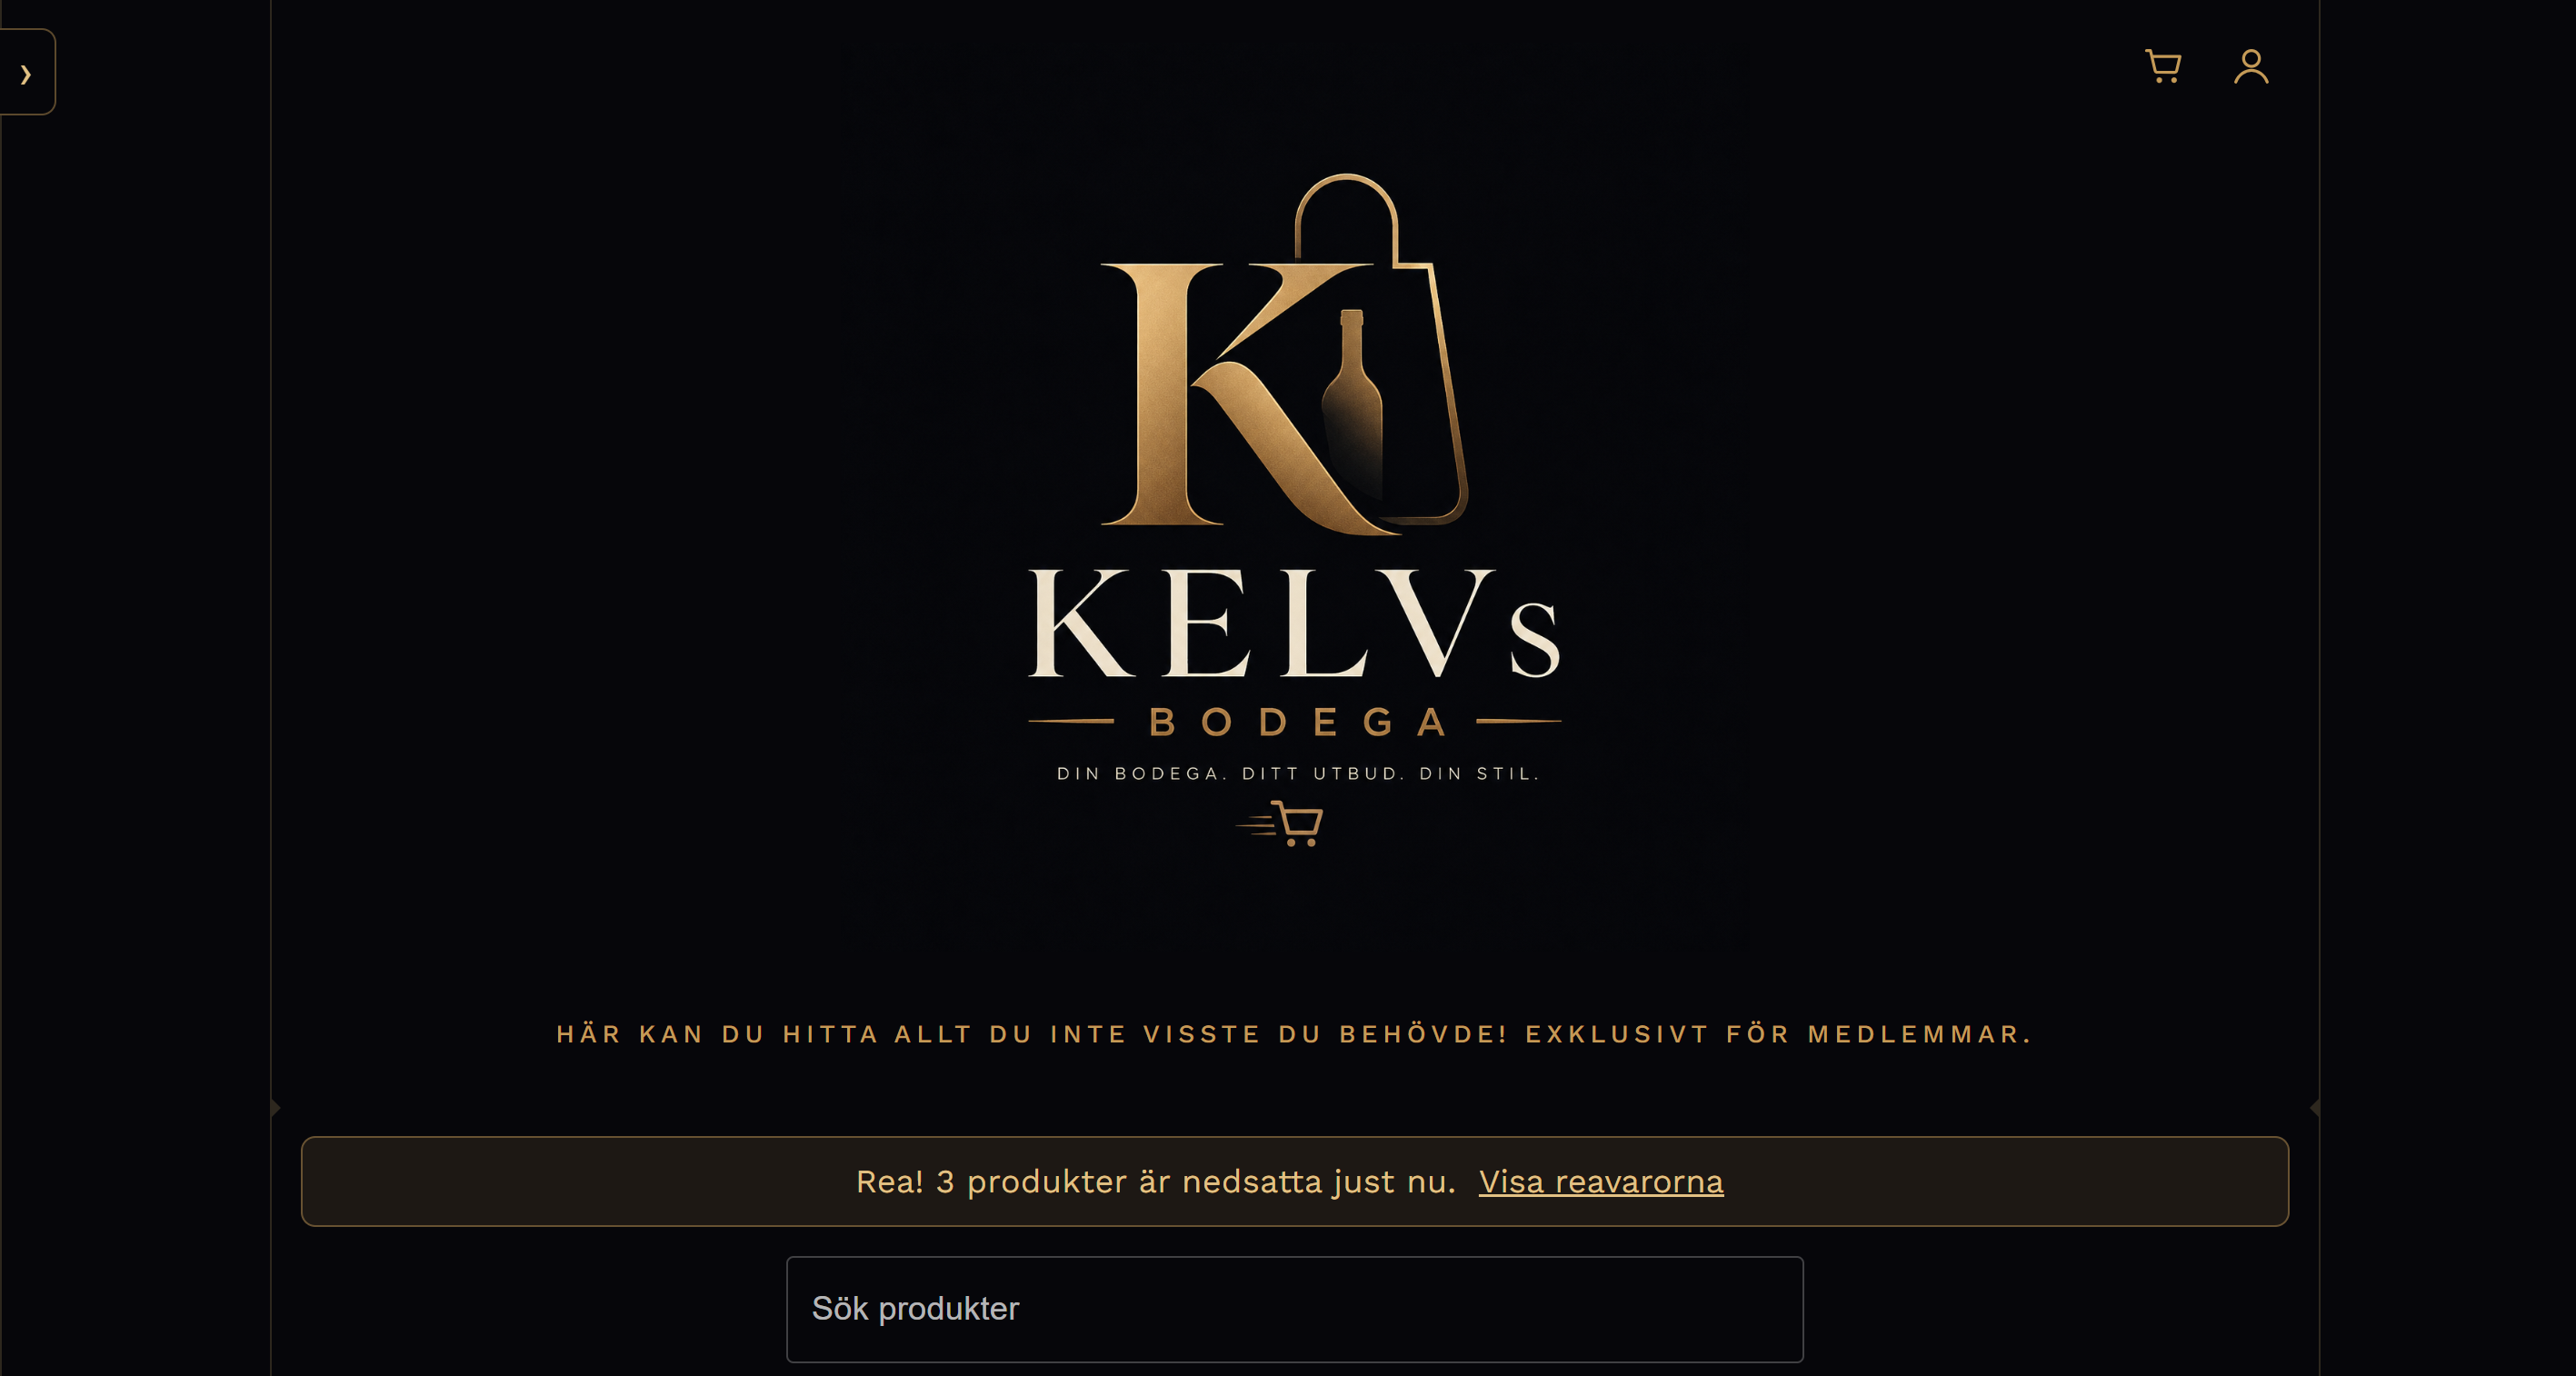 KELVs
BODEGA
DIN BODEGA. DITT UTBUD. DIN STIL.
HÄR KAN DU HITTA ALLT DU INTE VISSTE DU BEHÖVDE! EXKLUSIVT FÖR MEDLEMMAR.
Rea! 3 produkter är nedsatta just nu. Visa reavarorna
Sök produkter